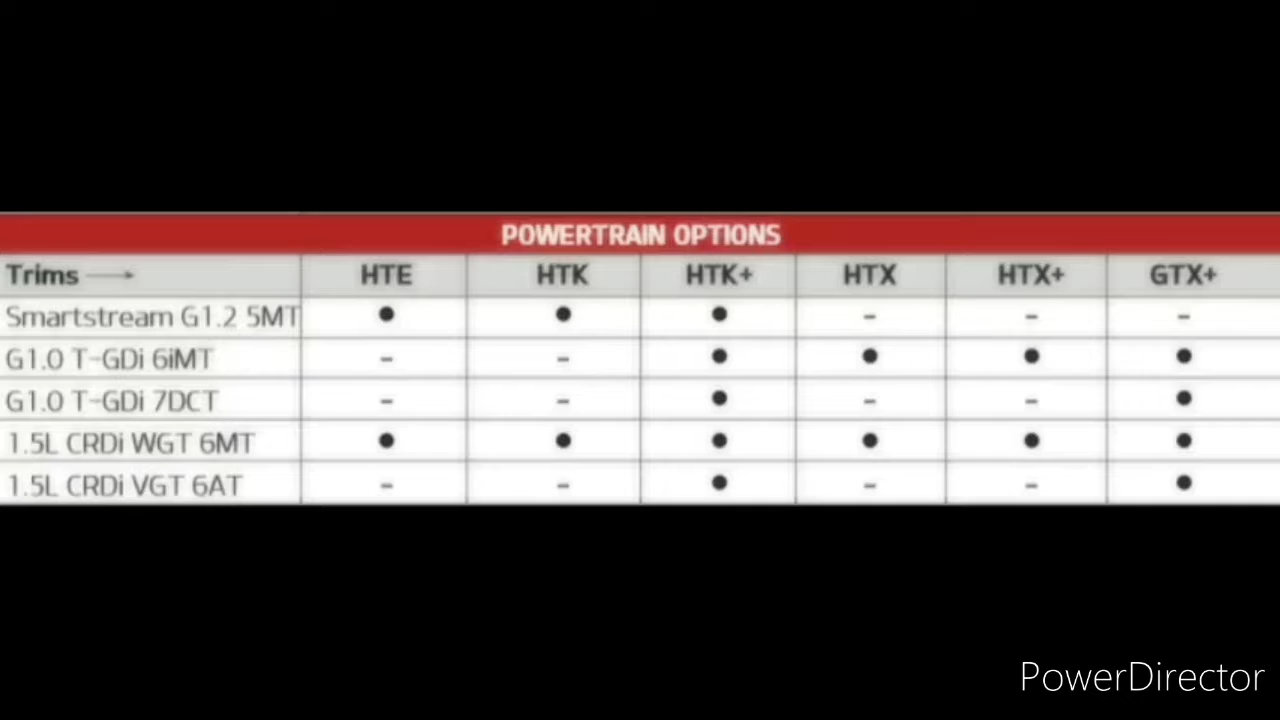 POWERTRAIN OPTIONS
Trims → HTE HTK HTK+ HTX HTX+ GTX+
Smartstream G1.2 5MT ● ● ● - - -
G1.0 T-GDi 6iMT - - ● ● ● ●
G1.0 T-GDi 7DCT - - ● - - ●
1.5L CRDi WGT 6MT ● ● ● ● ● ●
1.5L CRDi VGT 6AT - - ● - - ●
PowerDirector